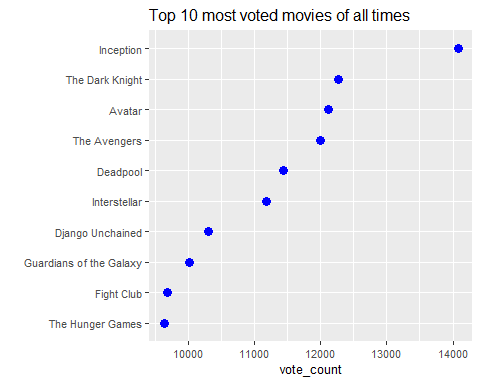 Top 10 most voted movies of all times
Inception
The Dark Knight
Avatar
The Avengers
Deadpool
Interstellar
Django Unchained
Guardians of the Galaxy
Fight Club
The Hunger Games
10000 11000 12000 13000 14000
vote_count